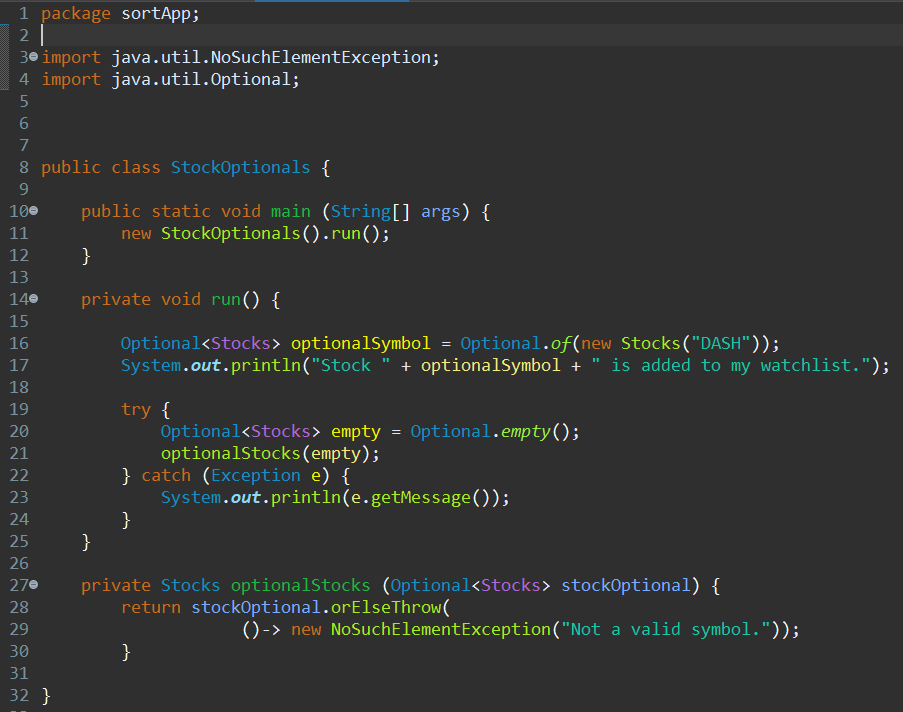 1 package sortApp;
2
3 import java.util.NoSuchElementException;
4 import java.util.Optional;
5
6
7
8 public class StockOptionals {
9
10     public static void main (String[] args) {
11         new StockOptionals().run();
12     }
13
14     private void run() {
15
16         Optional<Stocks> optionalSymbol = Optional.of(new Stocks("DASH"));
17         System.out.println("Stock " + optionalSymbol + " is added to my watchlist.");
18
19         try {
20             Optional<Stocks> empty = Optional.empty();
21             optionalStocks(empty);
22         } catch (Exception e) {
23             System.out.println(e.getMessage());
24         }
25     }
26
27     private Stocks optionalStocks (Optional<Stocks> stockOptional) {
28         return stockOptional.orElseThrow(
29                     ()-> new NoSuchElementException("Not a valid symbol."));
30         }
31
32 }